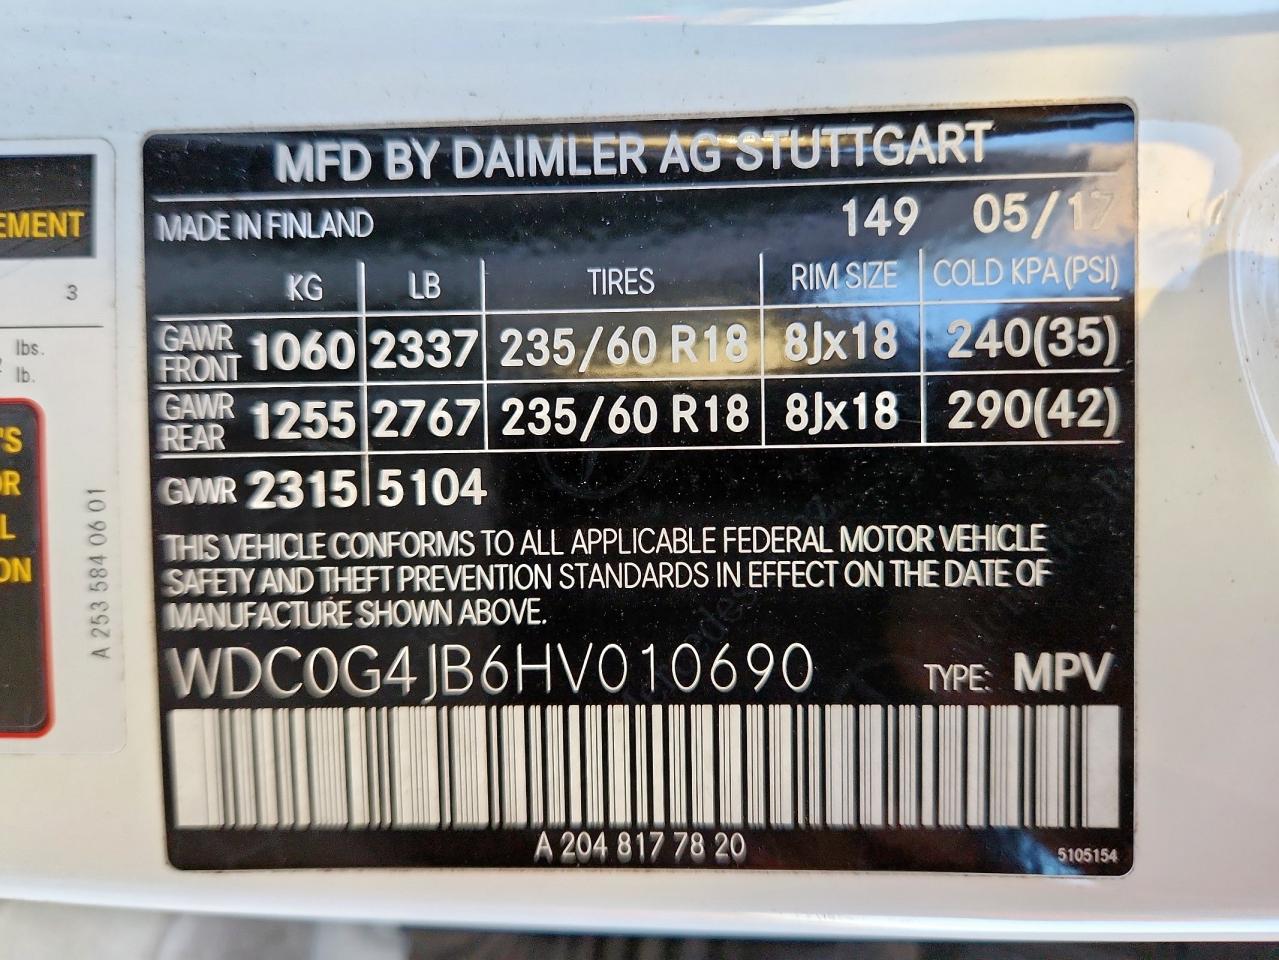 EMENT
3
lbs.
lb.
'S
OR
L
ON
A 253 584 06 01
MFD BY DAIMLER AG STUTTGART
MADE IN FINLAND 149 05/17
KG LB TIRES RIM SIZE COLD KPA (PSI)
GAWR FRONT 1060 2337 235/60 R18 8Jx18 240(35)
GAWR REAR 1255 2767 235/60 R18 8Jx18 290(42)
GVWR 2315 5104
THIS VEHICLE CONFORMS TO ALL APPLICABLE FEDERAL MOTOR VEHICLE
SAFETY AND THEFT PREVENTION STANDARDS IN EFFECT ON THE DATE OF
MANUFACTURE SHOWN ABOVE.
WDC0G4JB6HV010690 TYPE: MPV
A 204 817 78 20
5105154